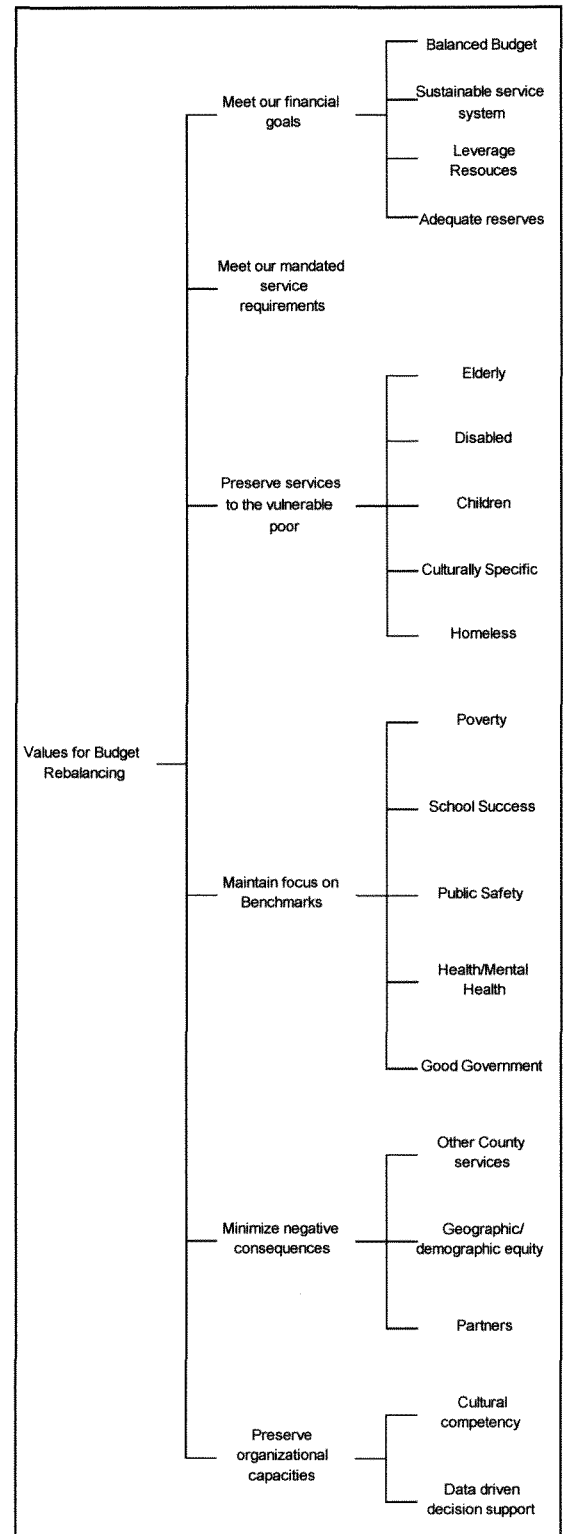 Values for Budget
Rebalancing
Meet our financial
goals
Balanced Budget
Sustainable service
system
Leverage
Resouces
Adequate reserves
Meet our mandated
service
requirements
Preserve services
to the vulnerable
poor
Elderly
Disabled
Children
Culturally Specific
Homeless
Maintain focus on
Benchmarks
Poverty
School Success
Public Safety
Health/Mental
Health
Good Government
Minimize negative
consequences
Other County
services
Geographic/
demographic equity
Partners
Preserve
organizational
capacities
Cultural
competency
Data driven
decision support